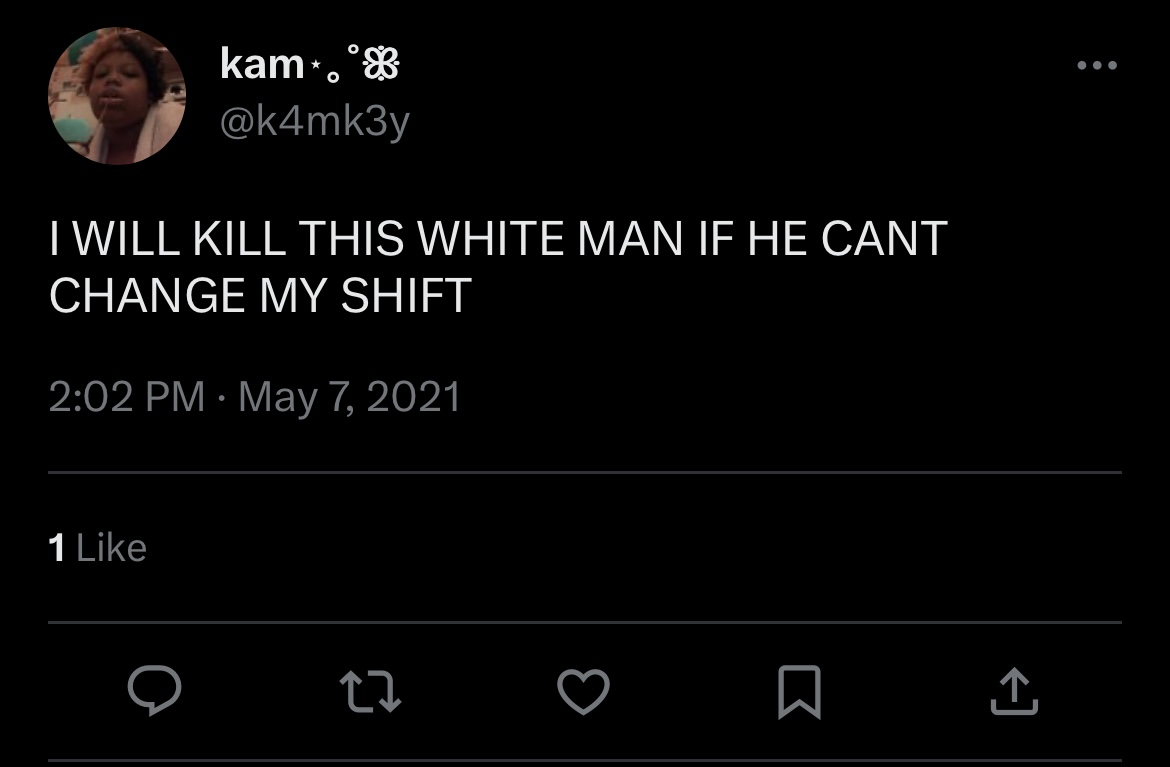 kam⋆｡˚ꕤ
@k4mk3y
I WILL KILL THIS WHITE MAN IF HE CANT
CHANGE MY SHIFT
2:02 PM · May 7, 2021
1 Like